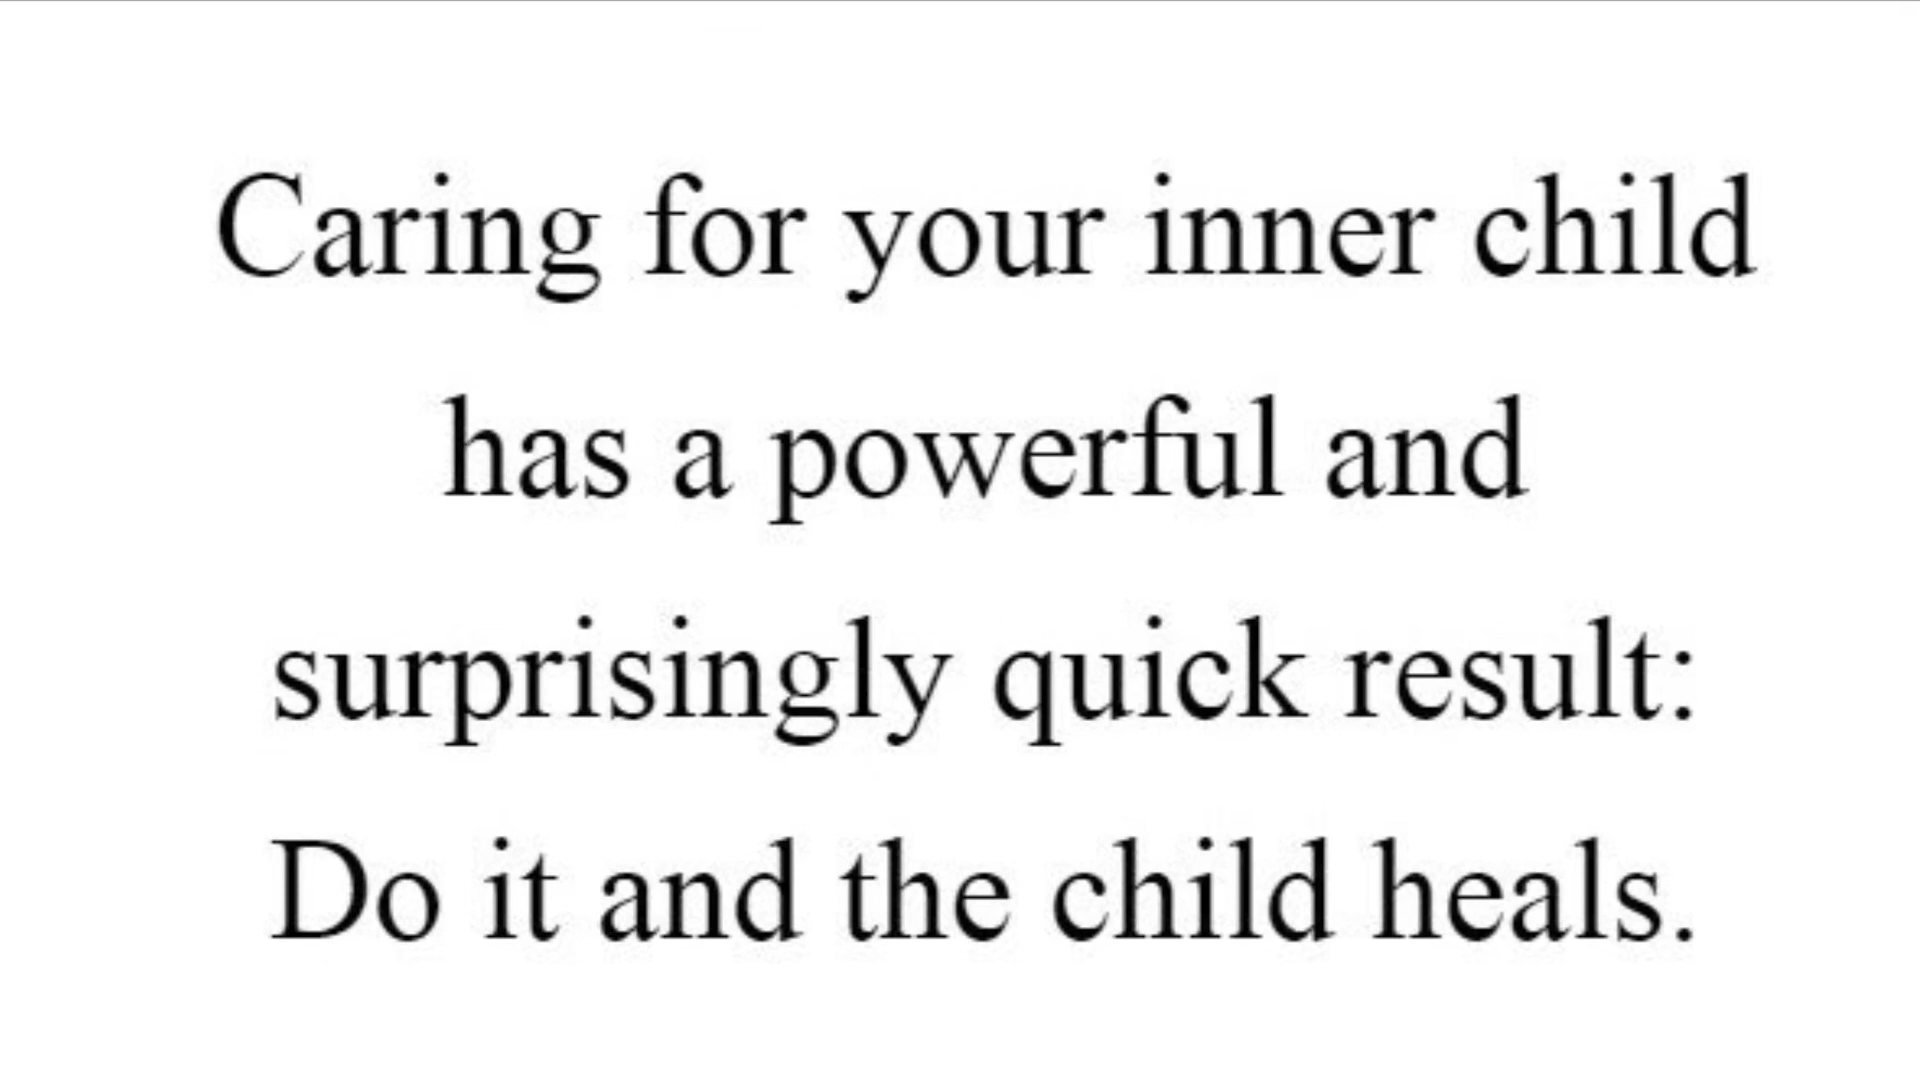 Caring for your inner child
has a powerful and
surprisingly quick result:
Do it and the child heals.